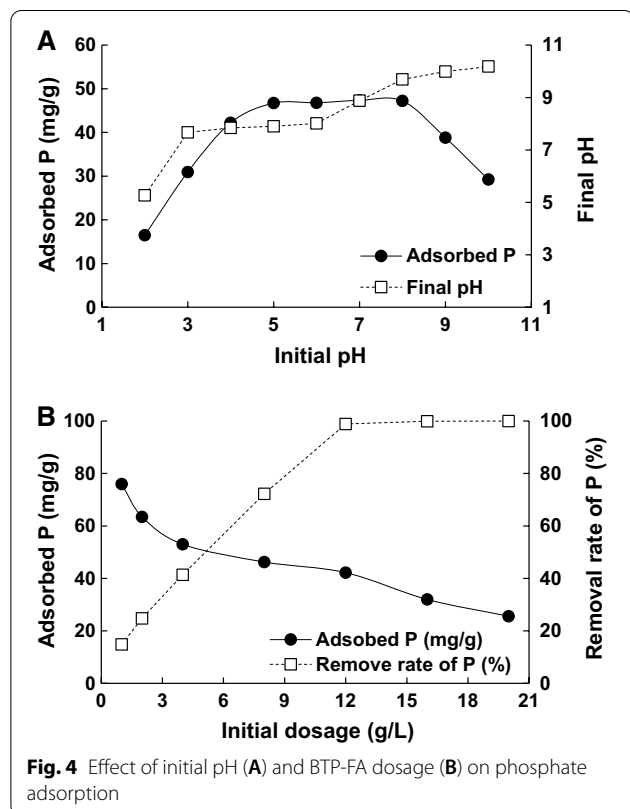 A
60
50
40
30
20
10
0
Adsorbed P (mg/g)
11
9
7
5
3
1
Final pH
Adsorbed P
Final pH
1 3 5 7 9 11
Initial pH
B
100
80
60
40
20
0
Adsorbed P (mg/g)
100
80
60
40
20
0
Removal rate of P (%)
Adsobed P (mg/g)
Remove rate of P (%)
0 3 6 9 12 15 18 21
Initial dosage (g/L)
Fig. 4 Effect of initial pH (A) and BTP-FA dosage (B) on phosphate
adsorption